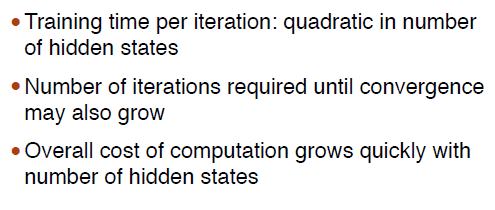 • Training time per iteration: quadratic in number
of hidden states
• Number of iterations required until convergence
may also grow
• Overall cost of computation grows quickly with
number of hidden states